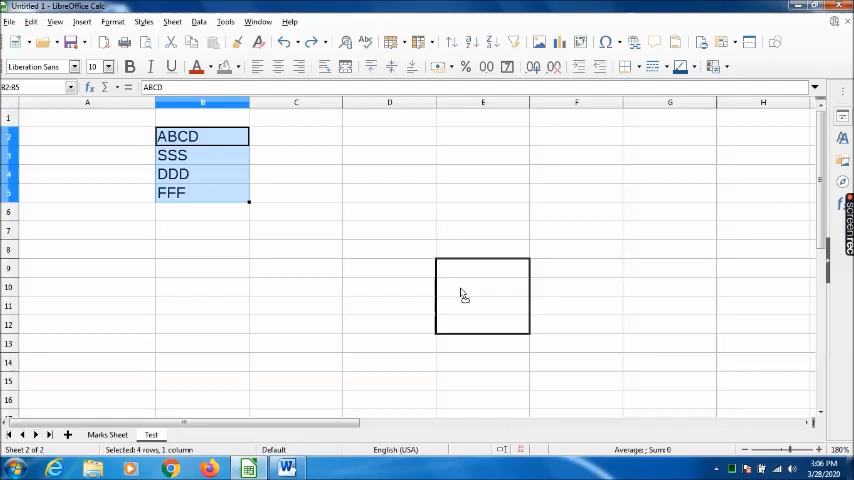 Untitled 1 - LibreOffice Calc
File Edit View Insert Format Styles Sheet Data Tools Window Help
Liberation Sans 10
B2:B5 ABCD
A B C D E F G H
1
2 ABCD
3 SSS
4 DDD
5 FFF
6
7
8
9
10
11
12
13
14
15
16
Marks Sheet Test
Sheet 2 of 2 Selected: 4 rows, 1 column Default English (USA) Average: ; Sum: 0 180%
3:06 PM
3/28/2020
screenrec